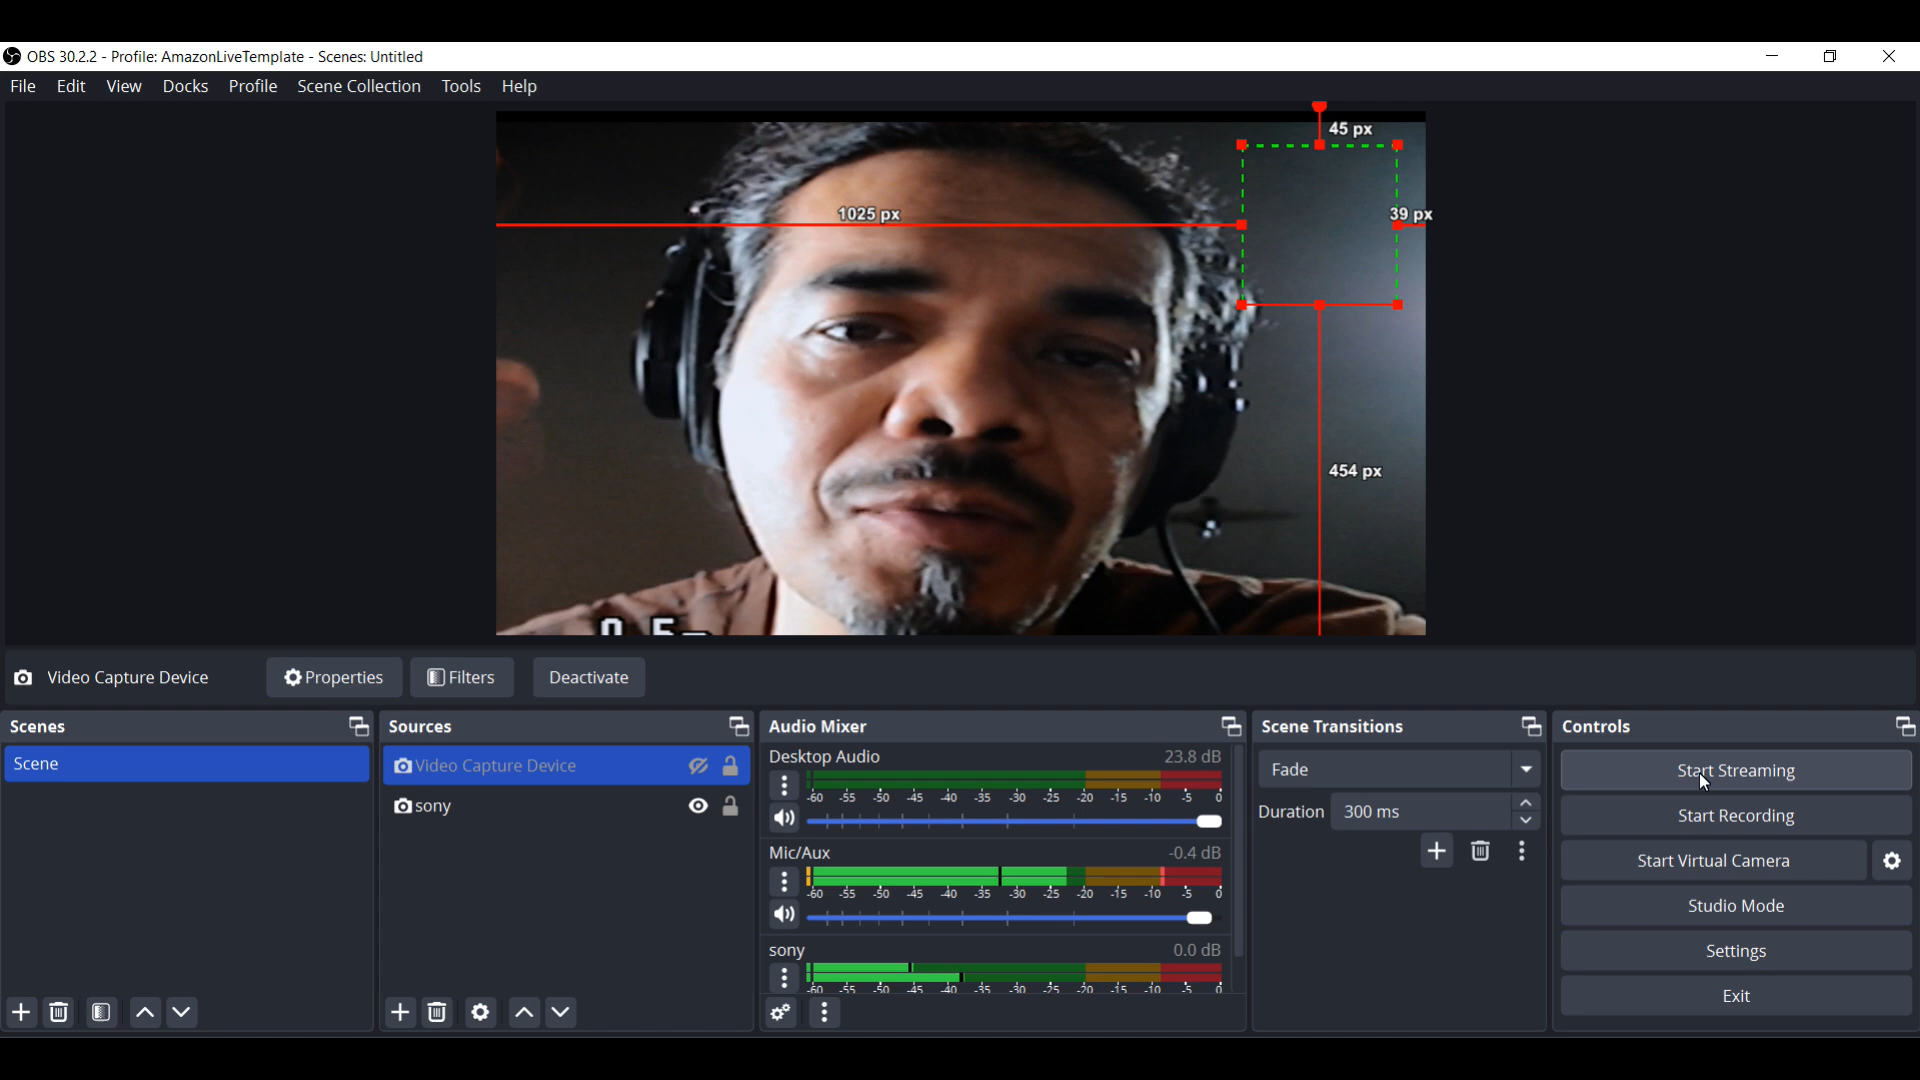 OBS 30.2.2 - Profile: AmazonLiveTemplate - Scenes: Untitled
File Edit View Docks Profile Scene Collection Tools Help
45 px
1025 px
39 px
454 px
Video Capture Device Properties Filters Deactivate
Scenes
Scene
Sources
Video Capture Device
sony
Audio Mixer
Desktop Audio 23.8 dB
-60 -55 -50 -45 -40 -35 -30 -25 -20 -15 -10 -5 0
Mic/Aux -0.4 dB
-60 -55 -50 -45 -40 -35 -30 -25 -20 -15 -10 -5 0
sony 0.0 dB
-60 -55 -50 -45 -40 -35 -30 -25 -20 -15 -10 -5 0
Scene Transitions
Fade
Duration 300 ms
Controls
Start Streaming
Start Recording
Start Virtual Camera
Studio Mode
Settings
Exit